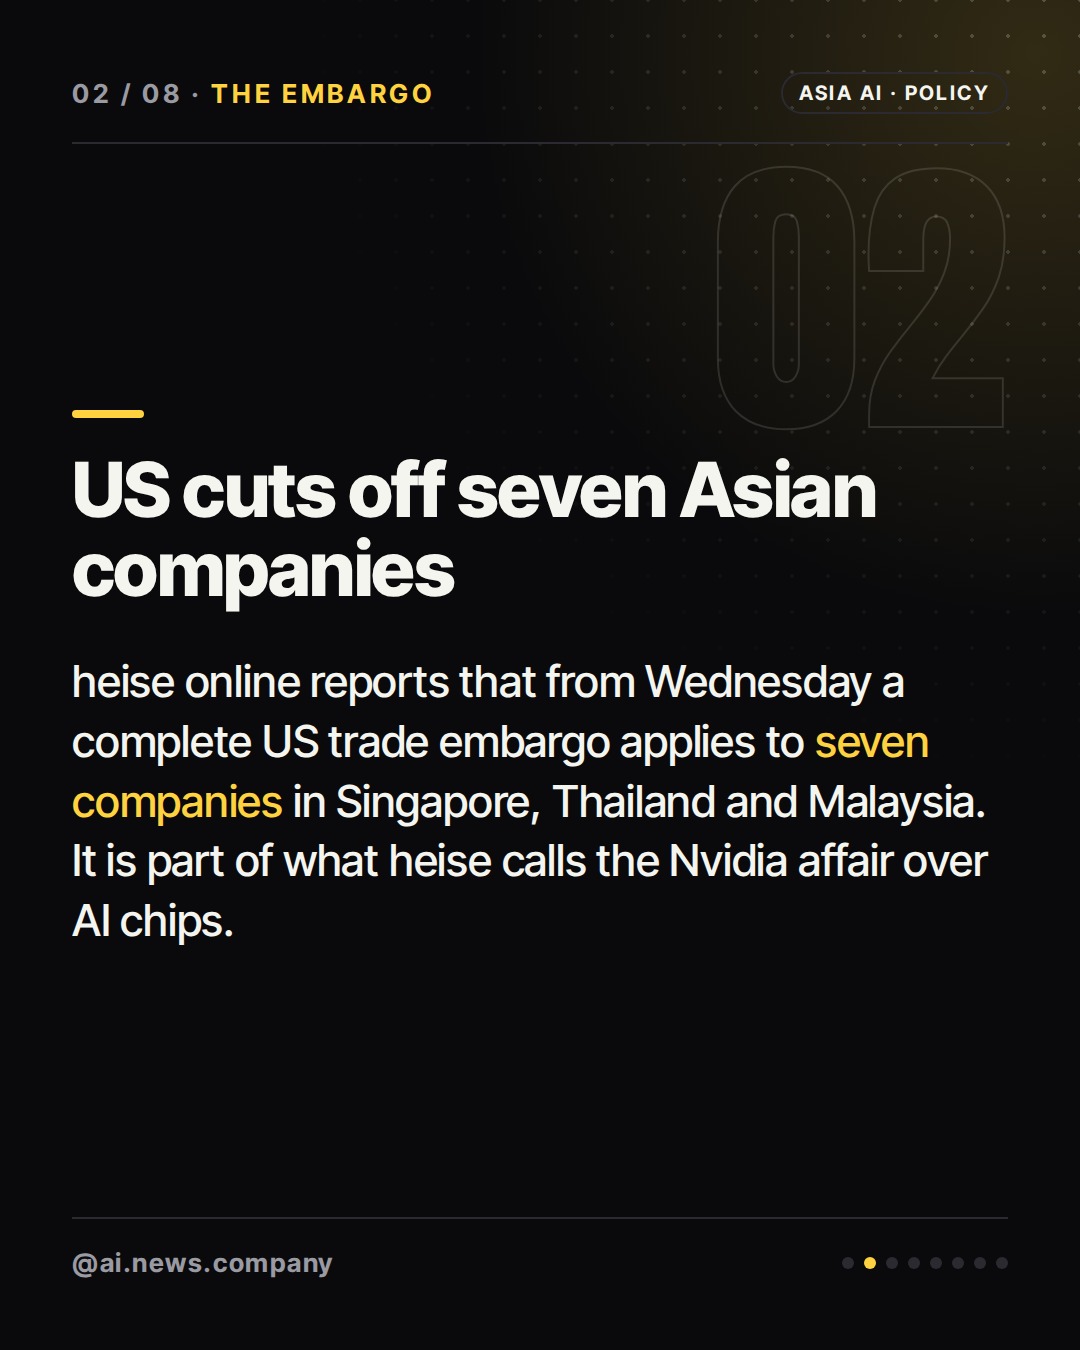 02 / 08 · THE EMBARGO
ASIA AI · POLICY
02
US cuts off seven Asian
companies
heise online reports that from Wednesday a
complete US trade embargo applies to seven
companies in Singapore, Thailand and Malaysia.
It is part of what heise calls the Nvidia affair over
AI chips.
@ai.news.company